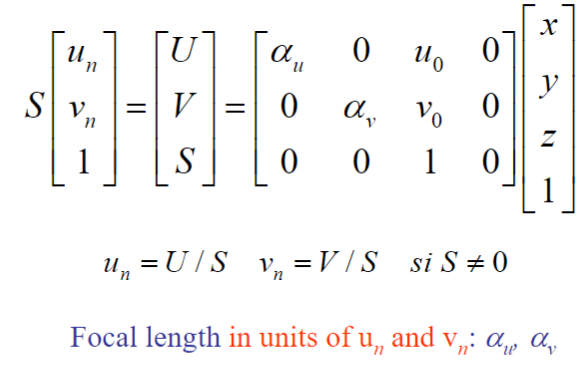 S [u_n v_n 1] = [U V S] = [α_u 0 u_0 0; 0 α_v v_0 0; 0 0 1 0] [x y z 1]
u_n = U / S   v_n = V / S   si S ≠ 0
Focal length in units of u_n and v_n: α_u, α_v